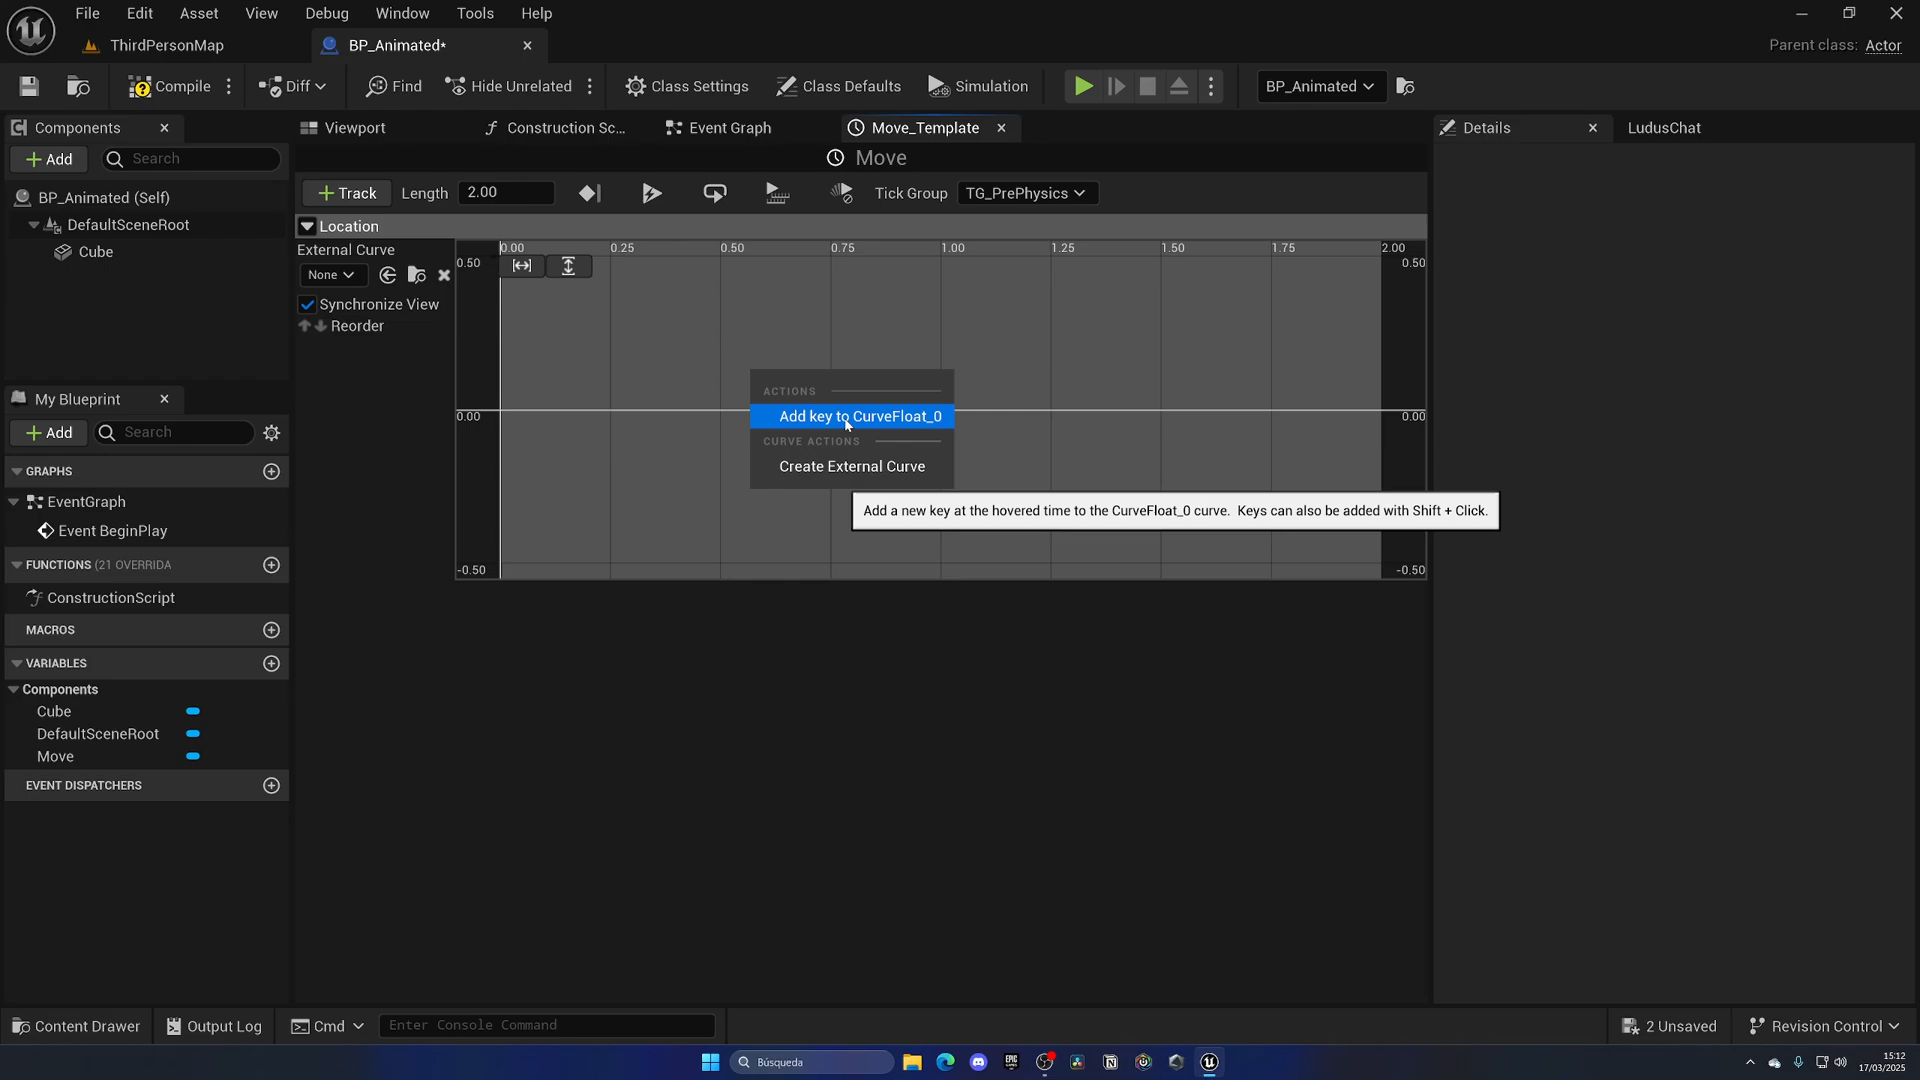 File Edit Asset View Debug Window Tools Help
ThirdPersonMap
BP_Animated*
Parent class: Actor
Compile
Diff
Find
Hide Unrelated
Class Settings
Class Defaults
Simulation
BP_Animated
Components
Viewport
Construction Sc...
Event Graph
Move_Template
Details
LudusChat
+ Add
Search
Move
+ Track
Length
2.00
Tick Group
TG_PrePhysics
BP_Animated (Self)
DefaultSceneRoot
Cube
Location
External Curve
None
Synchronize View
Reorder
0.00 0.25 0.50 0.75 1.00 1.25 1.50 1.75 2.00
0.50 0.50
ACTIONS
Add key to CurveFloat_0
0.00 0.00
CURVE ACTIONS
Create External Curve
Add a new key at the hovered time to the CurveFloat_0 curve. Keys can also be added with Shift + Click.
-0.50 -0.50
My Blueprint
+ Add
Search
GRAPHS
EventGraph
Event BeginPlay
FUNCTIONS (21 OVERRIDA
ConstructionScript
MACROS
VARIABLES
Components
Cube
DefaultSceneRoot
Move
EVENT DISPATCHERS
Content Drawer
Output Log
Cmd
Enter Console Command
2 Unsaved
Revision Control
Búsqueda
EPIC
15:12
17/03/2025